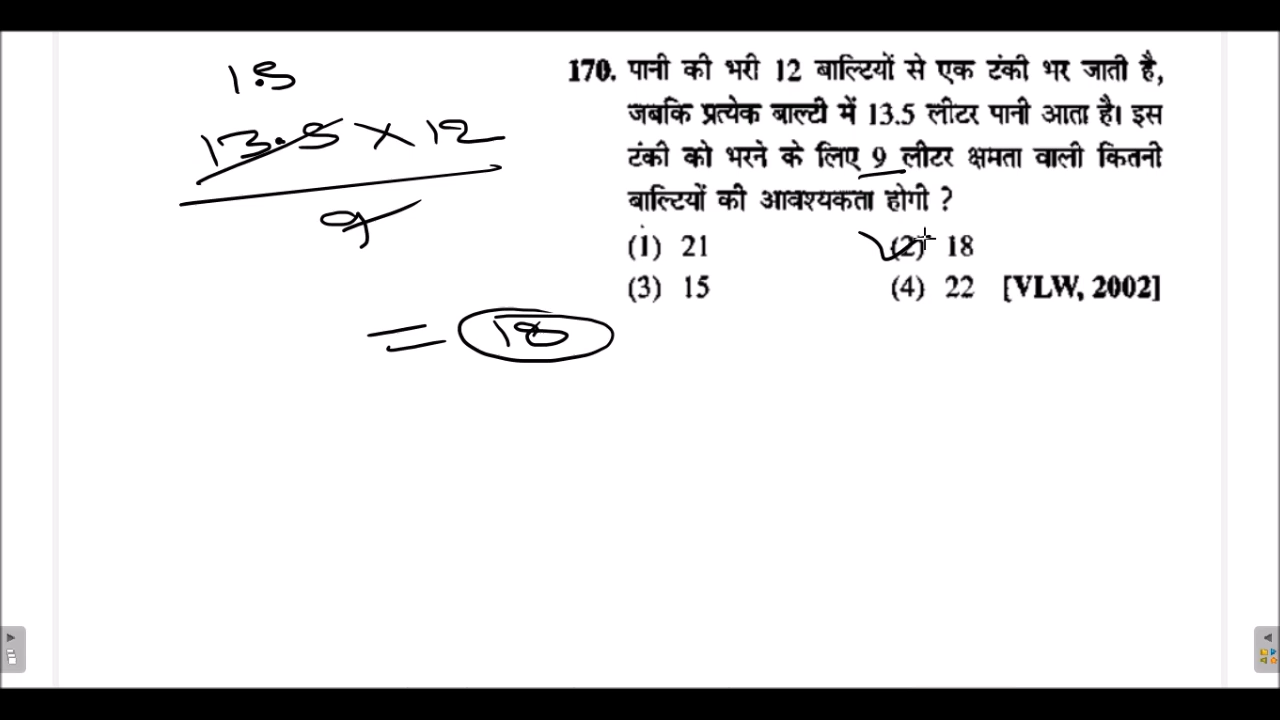 1.5
13.5 × 12
9
= 18
170. पानी की भरी 12 बाल्टियों से एक टंकी भर जाती है,
जबकि प्रत्येक बाल्टी में 13.5 लीटर पानी आता है। इस
टंकी को भरने के लिए 9 लीटर क्षमता वाली कितनी
बाल्टियों की आवश्यकता होगी ?
(1) 21 (2) 18
(3) 15 (4) 22 [VLW, 2002]